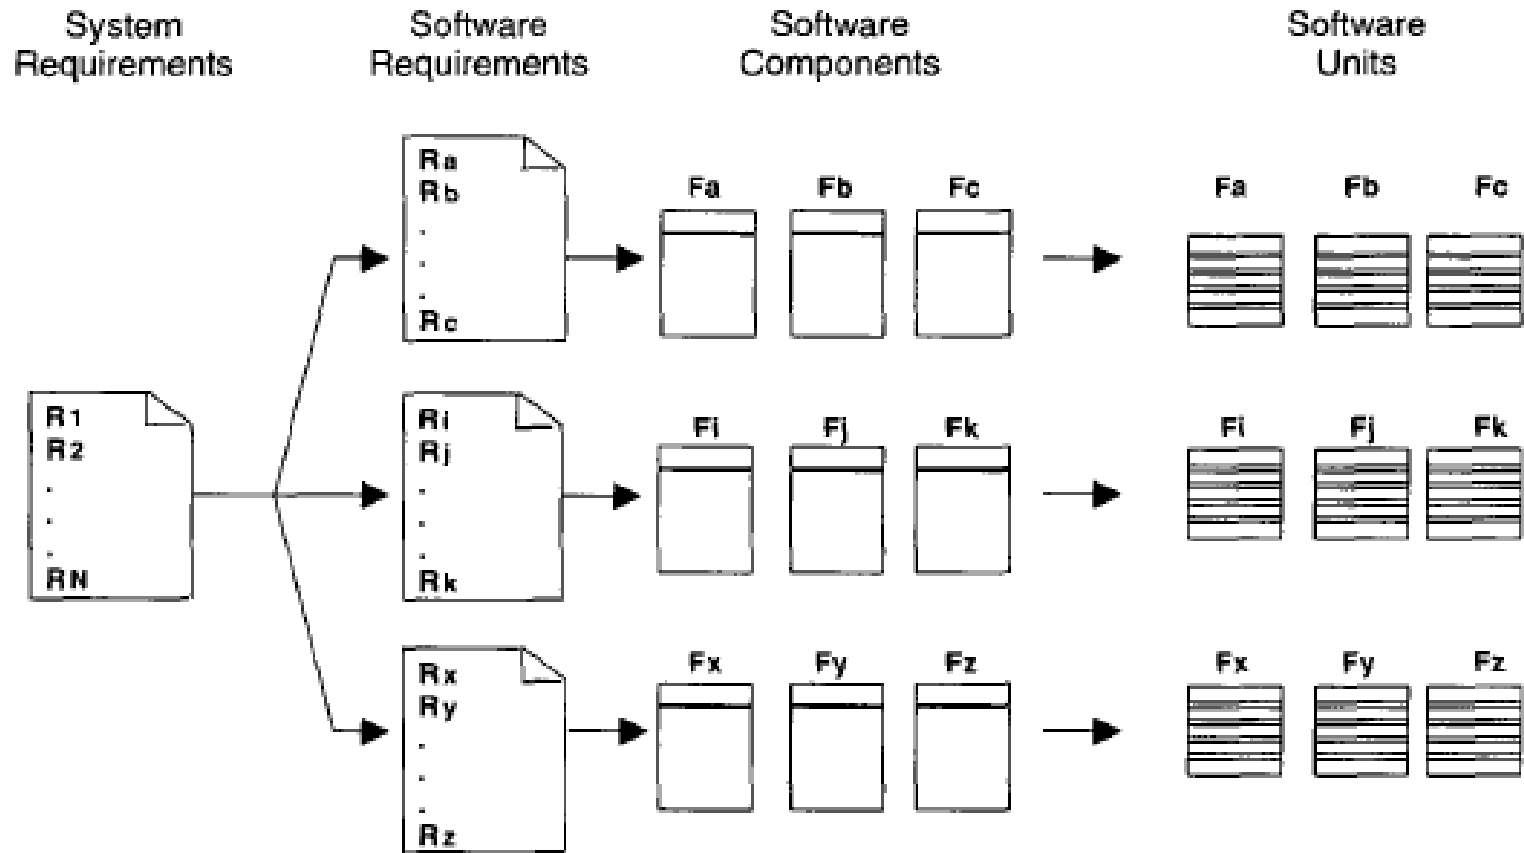 System
Requirements
Software
Requirements
Software
Components
Software
Units
Ra
Rb
.
.
.
Rc
Fa Fb Fc
Fa Fb Fc
R1
R2
.
.
.
RN
Ri
Rj
.
.
.
Rk
Fi Fj Fk
Fi Fj Fk
Rx
Ry
.
.
.
Rz
Fx Fy Fz
Fx Fy Fz